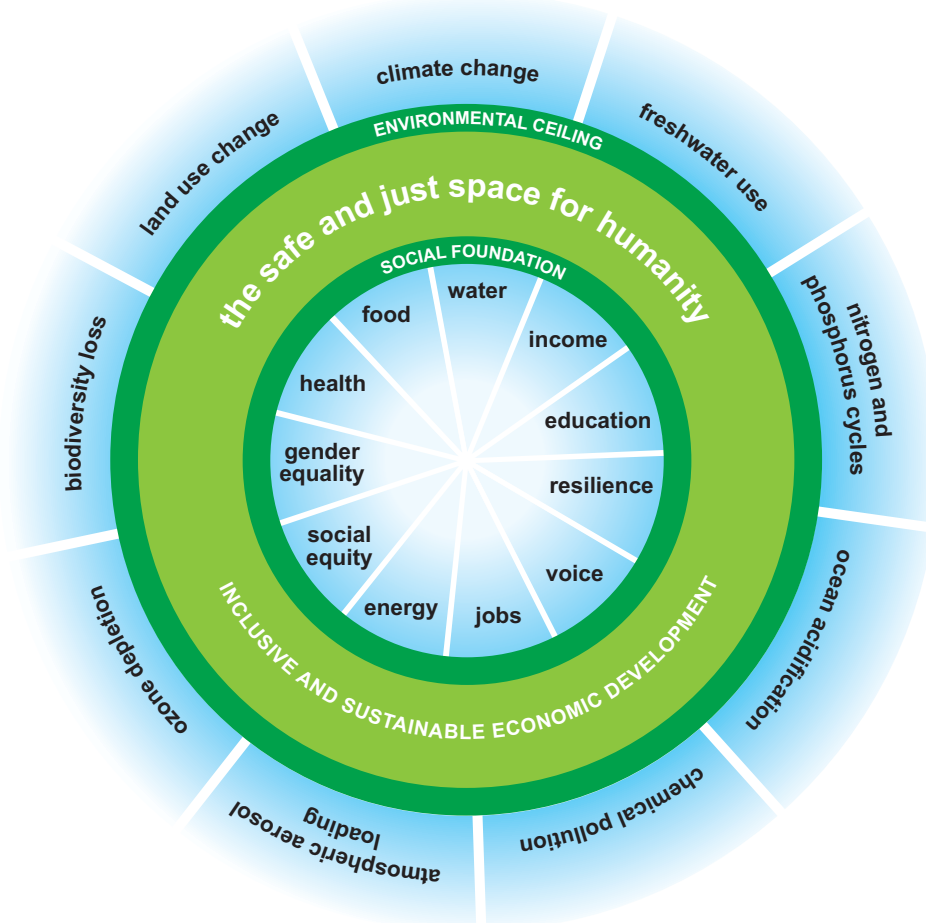 climate change
freshwater use
nitrogen and
phosphorus cycles
ocean acidification
chemical pollution
atmospheric aerosol
loading
ozone depletion
biodiversity loss
land use change
ENVIRONMENTAL CEILING
the safe and just space for humanity
SOCIAL FOUNDATION
water
income
education
resilience
voice
jobs
energy
social
equity
gender
equality
health
food
INCLUSIVE AND SUSTAINABLE ECONOMIC DEVELOPMENT